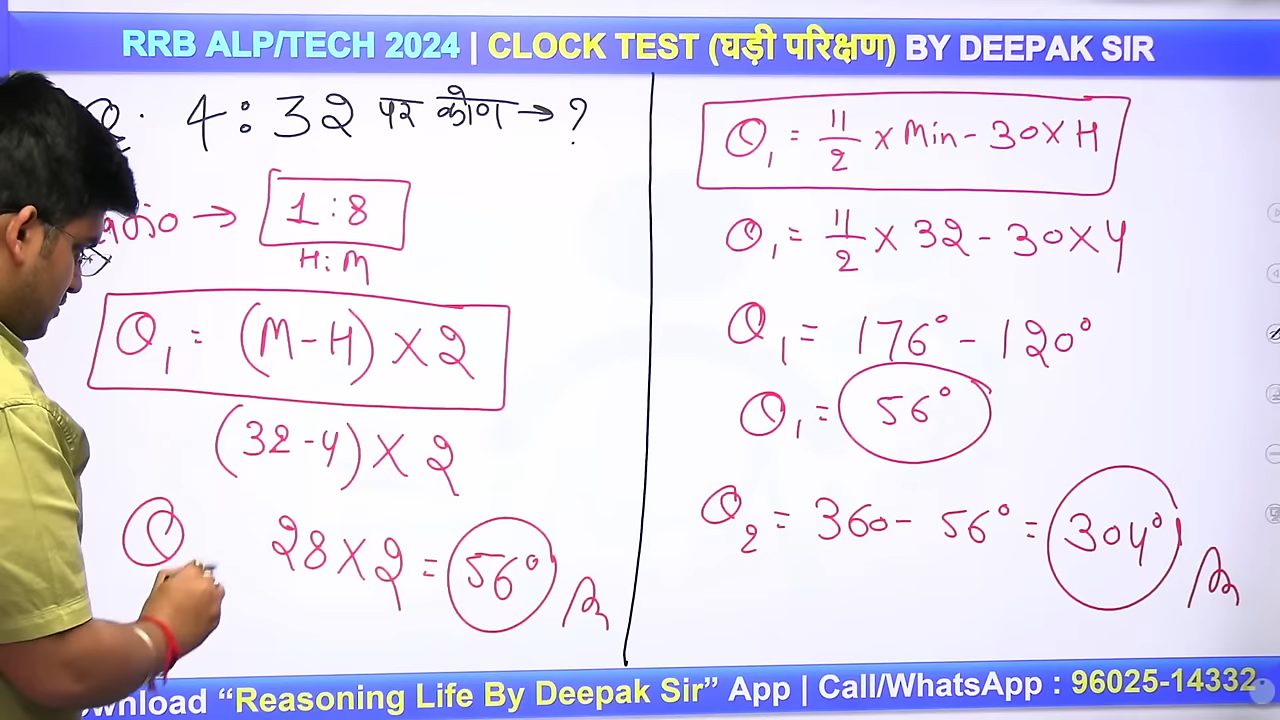 RRB ALP/TECH 2024 | CLOCK TEST (घड़ी परिक्षण) BY DEEPAK SIR
Q. 4:32 पर कोण → ?
→ 1:8
H:M
θ₁ = (M-H) × 2
(32-4) × 2
θ 28×2 = 56° A
θ₁ = 11/2 × Min - 30×H
θ₁ = 11/2 × 32 - 30×4
θ₁ = 176° - 120°
θ₁ = 56°
θ₂ = 360 - 56° = 304° A
wnload “Reasoning Life By Deepak Sir” App | Call/WhatsApp : 96025-14332